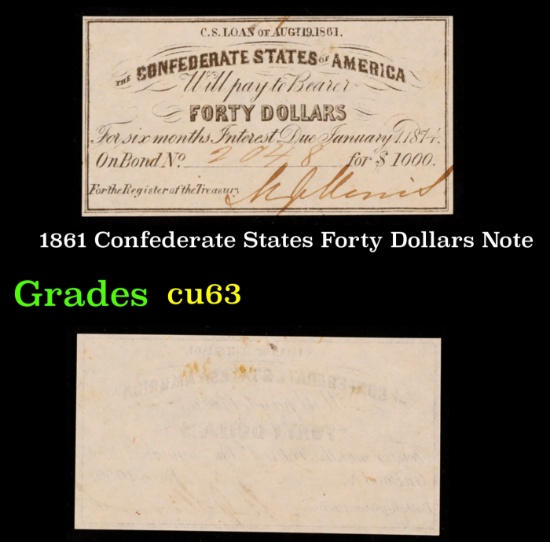 C.S. LOAN OF AUGT. 19. 1861.
THE CONFEDERATE STATES OF AMERICA
Will pay to Bearer
FORTY DOLLARS
For six months Interest Due January 1. 1874.
On Bond No. 2048 for $1000.
For the Register of the Treasury
1861 Confederate States Forty Dollars Note
Grades cu63